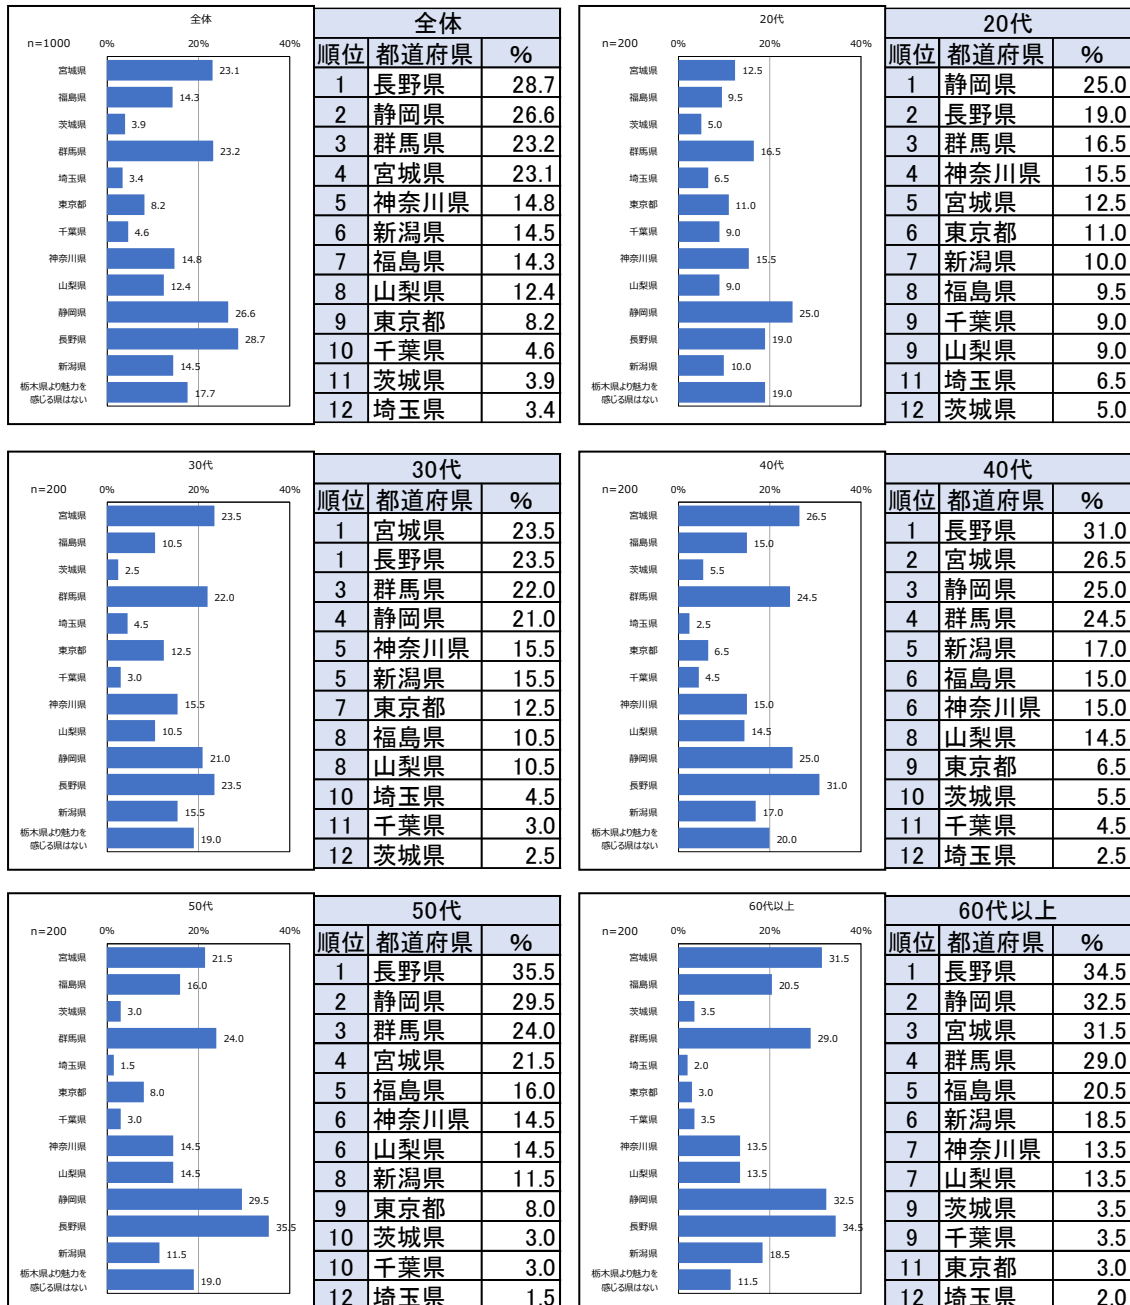 全体
n=1000 0% 20% 40%
宮城県 23.1
福島県 14.3
茨城県 3.9
群馬県 23.2
埼玉県 3.4
東京都 8.2
千葉県 4.6
神奈川県 14.8
山梨県 12.4
静岡県 26.6
長野県 28.7
新潟県 14.5
栃木県より魅力を
感じる県はない 17.7
全体
順位 都道府県 %
1 長野県 28.7
2 静岡県 26.6
3 群馬県 23.2
4 宮城県 23.1
5 神奈川県 14.8
6 新潟県 14.5
7 福島県 14.3
8 山梨県 12.4
9 東京都 8.2
10 千葉県 4.6
11 茨城県 3.9
12 埼玉県 3.4
20代
n=200 0% 20% 40%
宮城県 12.5
福島県 9.5
茨城県 5.0
群馬県 16.5
埼玉県 6.5
東京都 11.0
千葉県 9.0
神奈川県 15.5
山梨県 9.0
静岡県 25.0
長野県 19.0
新潟県 10.0
栃木県より魅力を
感じる県はない 19.0
20代
順位 都道府県 %
1 静岡県 25.0
2 長野県 19.0
3 群馬県 16.5
4 神奈川県 15.5
5 宮城県 12.5
6 東京都 11.0
7 新潟県 10.0
8 福島県 9.5
9 千葉県 9.0
9 山梨県 9.0
11 埼玉県 6.5
12 茨城県 5.0
30代
n=200 0% 20% 40%
宮城県 23.5
福島県 10.5
茨城県 2.5
群馬県 22.0
埼玉県 4.5
東京都 12.5
千葉県 3.0
神奈川県 15.5
山梨県 10.5
静岡県 21.0
長野県 23.5
新潟県 15.5
栃木県より魅力を
感じる県はない 19.0
30代
順位 都道府県 %
1 宮城県 23.5
1 長野県 23.5
3 群馬県 22.0
4 静岡県 21.0
5 神奈川県 15.5
5 新潟県 15.5
7 東京都 12.5
8 福島県 10.5
8 山梨県 10.5
10 埼玉県 4.5
11 千葉県 3.0
12 茨城県 2.5
40代
n=200 0% 20% 40%
宮城県 26.5
福島県 15.0
茨城県 5.5
群馬県 24.5
埼玉県 2.5
東京都 6.5
千葉県 4.5
神奈川県 15.0
山梨県 14.5
静岡県 25.0
長野県 31.0
新潟県 17.0
栃木県より魅力を
感じる県はない 20.0
40代
順位 都道府県 %
1 長野県 31.0
2 宮城県 26.5
3 静岡県 25.0
4 群馬県 24.5
5 新潟県 17.0
6 福島県 15.0
6 神奈川県 15.0
8 山梨県 14.5
9 東京都 6.5
10 茨城県 5.5
11 千葉県 4.5
12 埼玉県 2.5
50代
n=200 0% 20% 40%
宮城県 21.5
福島県 16.0
茨城県 3.0
群馬県 24.0
埼玉県 1.5
東京都 8.0
千葉県 3.0
神奈川県 14.5
山梨県 14.5
静岡県 29.5
長野県 35.5
新潟県 11.5
栃木県より魅力を
感じる県はない 19.0
50代
順位 都道府県 %
1 長野県 35.5
2 静岡県 29.5
3 群馬県 24.0
4 宮城県 21.5
5 福島県 16.0
6 神奈川県 14.5
6 山梨県 14.5
8 新潟県 11.5
9 東京都 8.0
10 茨城県 3.0
10 千葉県 3.0
12 埼玉県 1.5
60代以上
n=200 0% 20% 40%
宮城県 31.5
福島県 20.5
茨城県 3.5
群馬県 29.0
埼玉県 2.0
東京都 3.0
千葉県 3.5
神奈川県 13.5
山梨県 13.5
静岡県 32.5
長野県 34.5
新潟県 18.5
栃木県より魅力を
感じる県はない 11.5
60代以上
順位 都道府県 %
1 長野県 34.5
2 静岡県 32.5
3 宮城県 31.5
4 群馬県 29.0
5 福島県 20.5
6 新潟県 18.5
7 神奈川県 13.5
7 山梨県 13.5
9 茨城県 3.5
9 千葉県 3.5
11 東京都 3.0
12 埼玉県 2.0